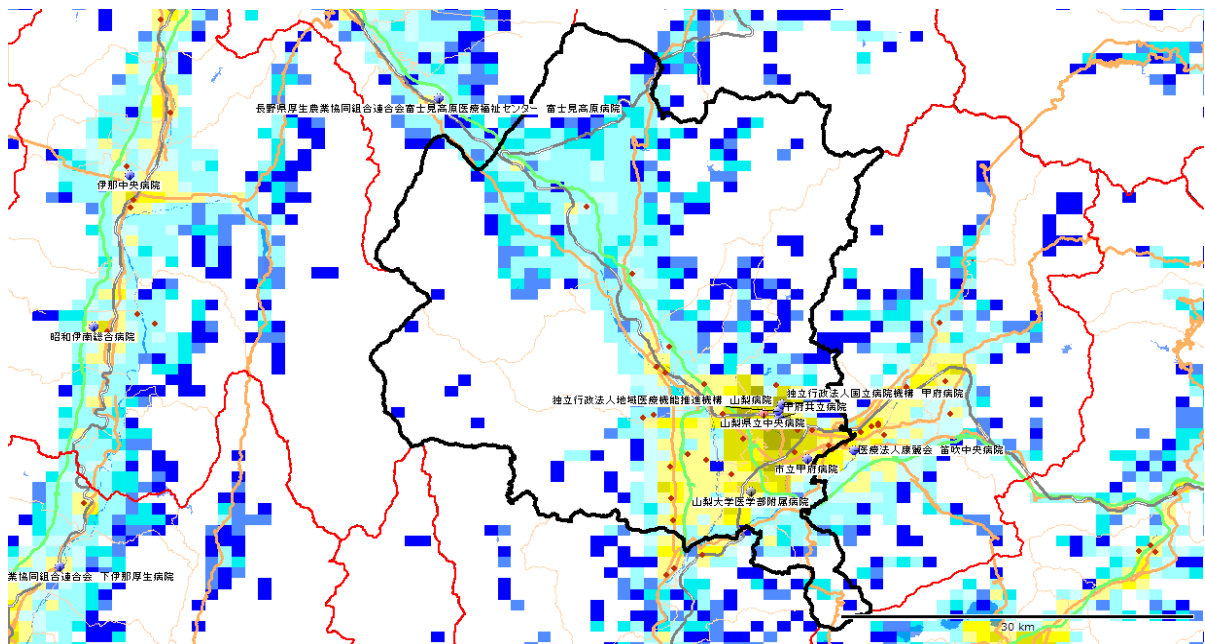 長野県厚生農業協同組合連合会富士見高原医療福祉センター 富士見高原病院
伊那中央病院
昭和伊南総合病院
独立行政法人地域医療機能推進機構 山梨病院
独立行政法人国立病院機構 甲府病院
甲府共立病院
山梨県立中央病院
医療法人康麗会 笛吹中央病院
市立甲府病院
山梨大学医学部附属病院
業協同組合連合会 下伊那厚生病院
30 km